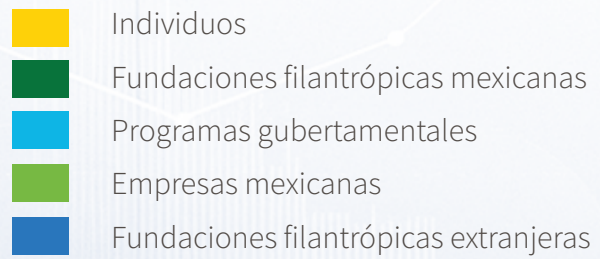 Individuos
Fundaciones filantrópicas mexicanas
Programas gubertamentales
Empresas mexicanas
Fundaciones filantrópicas extranjeras